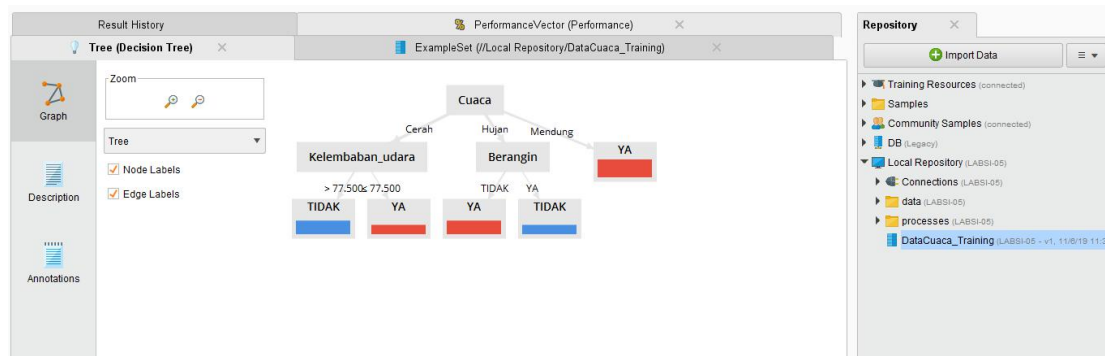 Result History
PerformanceVector (Performance)
Tree (Decision Tree)
ExampleSet (//Local Repository/DataCuaca_Training)
Graph
Description
Annotations
Zoom
Tree
Node Labels
Edge Labels
Cuaca
Cerah
Hujan
Mendung
Kelembaban_udara
Berangin
YA
> 77.500
≤ 77.500
TIDAK
YA
TIDAK
YA
YA
TIDAK
Repository
Import Data
Training Resources (connected)
Samples
Community Samples (connected)
DB (Legacy)
Local Repository (LABSI-05)
Connections (LABSI-05)
data (LABSI-05)
processes (LABSI-05)
DataCuaca_Training (LABSI-05 - v1, 11/6/19 11:3